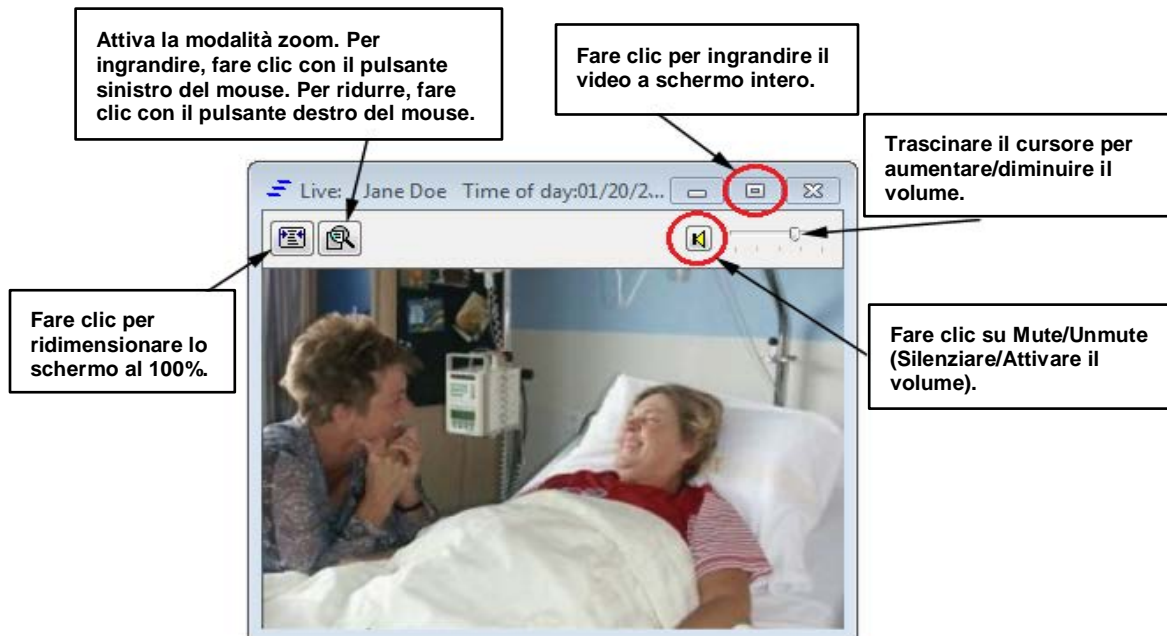 Attiva la modalità zoom. Per
ingrandire, fare clic con il pulsante
sinistro del mouse. Per ridurre, fare
clic con il pulsante destro del mouse.
Fare clic per ingrandire il
video a schermo intero.
Trascinare il cursore per
aumentare/diminuire il
volume.
Live: Jane Doe Time of day:01/20/2...
Fare clic per
ridimensionare lo
schermo al 100%.
Fare clic su Mute/Unmute
(Silenziare/Attivare il
volume).